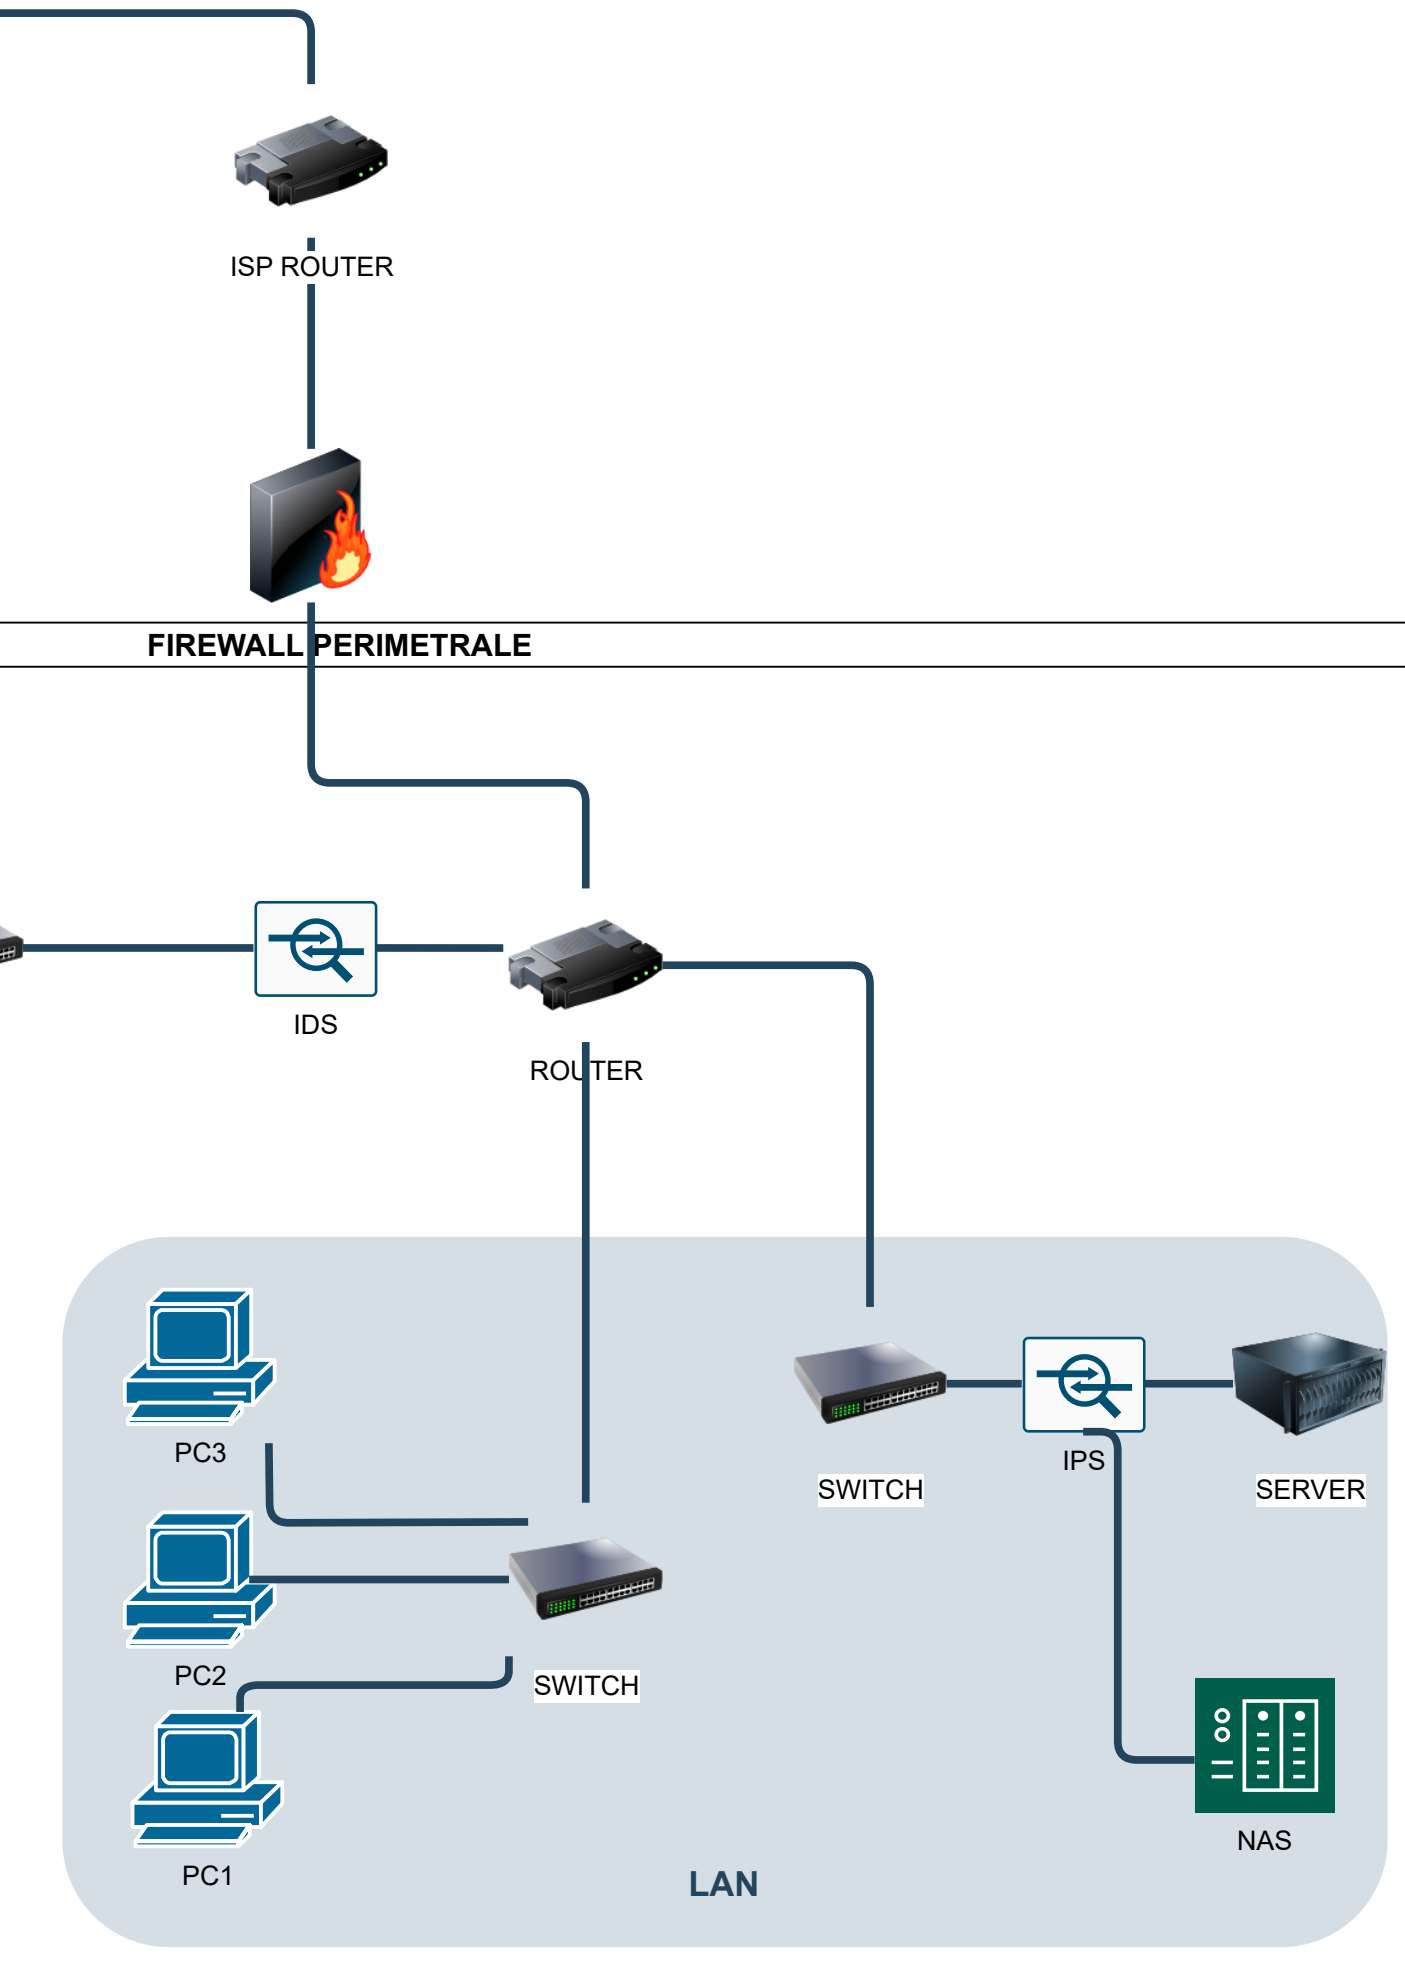 ISP ROUTER
FIREWALL PERIMETRALE
IDS
ROUTER
PC3
IPS
SWITCH
SERVER
PC2
SWITCH
NAS
PC1
LAN